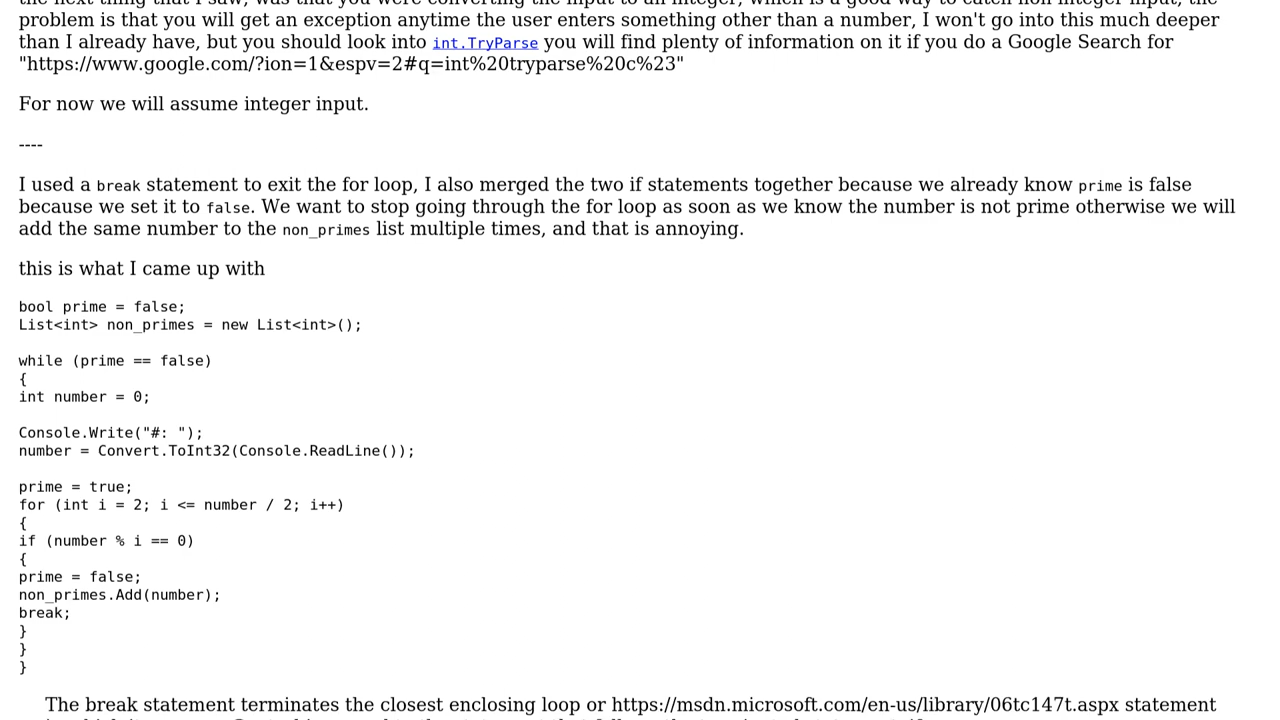 problem is that you will get an exception anytime the user enters something other than a number, I won't go into this much deeper
than I already have, but you should look into int.TryParse you will find plenty of information on it if you do a Google Search for
"https://www.google.com/?ion=1&espv=2#q=int%20tryparse%20c%23"
For now we will assume integer input.
----
I used a break statement to exit the for loop, I also merged the two if statements together because we already know prime is false
because we set it to false. We want to stop going through the for loop as soon as we know the number is not prime otherwise we will
add the same number to the non_primes list multiple times, and that is annoying.
this is what I came up with
bool prime = false;
List<int> non_primes = new List<int>();
while (prime == false)
{
int number = 0;
Console.Write("#: ");
number = Convert.ToInt32(Console.ReadLine());
prime = true;
for (int i = 2; i <= number / 2; i++)
{
if (number % i == 0)
{
prime = false;
non_primes.Add(number);
break;
}
}
}
The break statement terminates the closest enclosing loop or https://msdn.microsoft.com/en-us/library/06tc147t.aspx statement